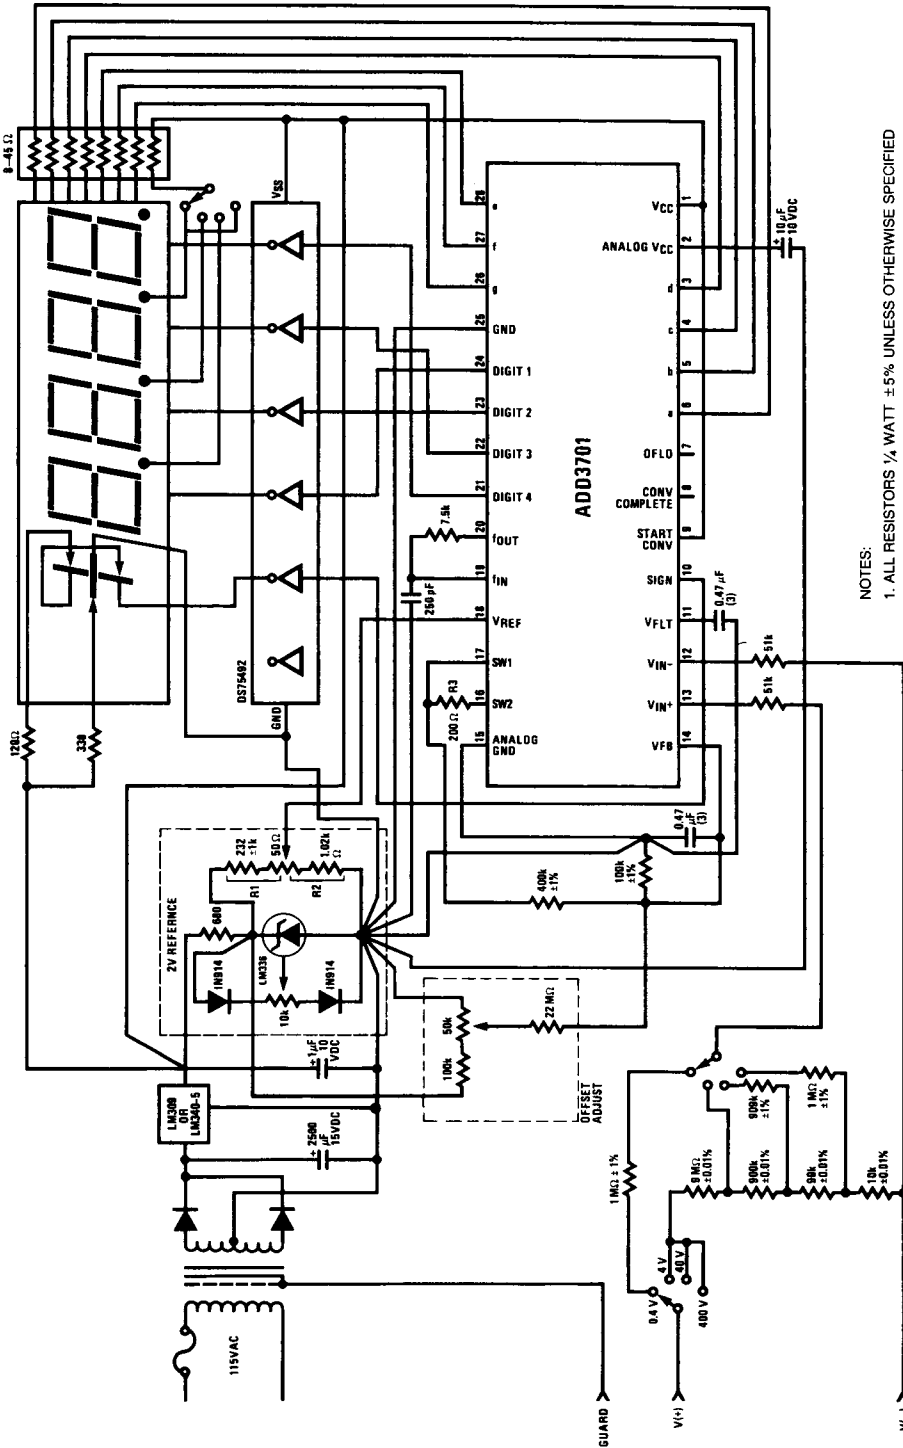 8–45 Ω
VSS
DS75492
GND
120Ω
330
2V REFERNCE
232
±1k
50Ω
1.02k
Ω
R1
R2
680
LM336
IN914
10k
IN914
+ 1μF
10
VDC
LM309
OR
LM340-5
+ 2500
μF
15VDC
115VAC
100k
50k
22 MΩ
OFFSET
ADJUST
400k
±1%
100k
±1%
0.47
μF
(3)
7.5k
250 pF
R3
200 Ω
ADD3701
28 e
27 f
26 g
25 GND
24 DIGIT 1
23 DIGIT 2
22 DIGIT 3
21 DIGIT 4
20 fOUT
19 fIN
18 VREF
17 SW1
16 SW2
15 ANALOG
GND
VCC 1
ANALOG VCC 2
d 3
c 4
b 5
a 6
OFLO 7
CONV
COMPLETE 8
START
CONV 9
SIGN 10
VFLT 11
VIN– 12
VIN+ 13
VFB 14
+ 10 μF
10 VDC
0.47 μF
(3)
51k
51k
1 MΩ ± 1%
909k
±1%
1 MΩ
±1%
9 MΩ
±0.01%
900k
±0.01%
90k
±0.01%
10k
±0.01%
0.4 V
4 V
40 V
400 V
GUARD
V(+)
NOTES:
1. ALL RESISTORS ¼ WATT ±5% UNLESS OTHERWISE SPECIFIED